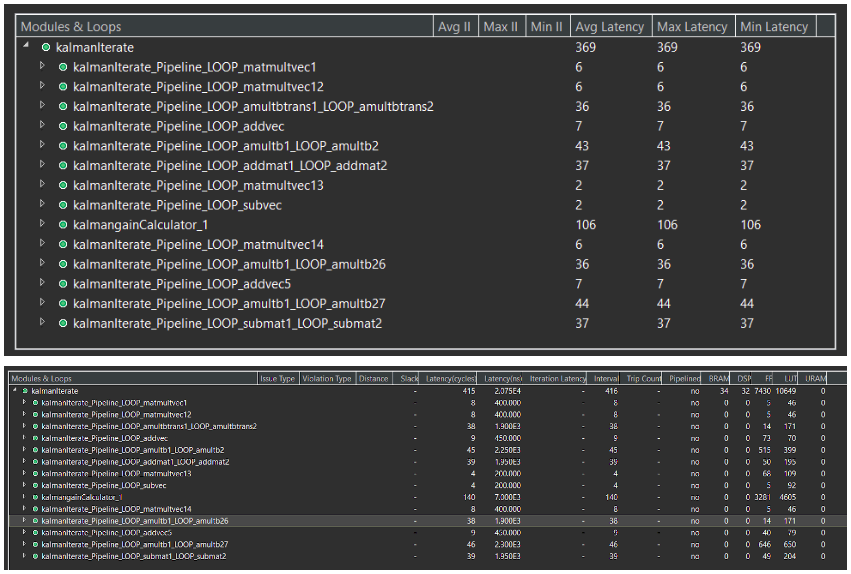 Modules & Loops Avg II Max II Min II Avg Latency Max Latency Min Latency
kalmanIterate 369 369 369
kalmanIterate_Pipeline_LOOP_matmultvec1 6 6 6
kalmanIterate_Pipeline_LOOP_matmultvec12 6 6 6
kalmanIterate_Pipeline_LOOP_amultbtrans1_LOOP_amultbtrans2 36 36 36
kalmanIterate_Pipeline_LOOP_addvec 7 7 7
kalmanIterate_Pipeline_LOOP_amultb1_LOOP_amultb2 43 43 43
kalmanIterate_Pipeline_LOOP_addmat1_LOOP_addmat2 37 37 37
kalmanIterate_Pipeline_LOOP_matmultvec13 2 2 2
kalmanIterate_Pipeline_LOOP_subvec 2 2 2
kalmangainCalculator_1 106 106 106
kalmanIterate_Pipeline_LOOP_matmultvec14 6 6 6
kalmanIterate_Pipeline_LOOP_amultb1_LOOP_amultb26 36 36 36
kalmanIterate_Pipeline_LOOP_addvec5 7 7 7
kalmanIterate_Pipeline_LOOP_amultb1_LOOP_amultb27 44 44 44
kalmanIterate_Pipeline_LOOP_submat1_LOOP_submat2 37 37 37
Modules & Loops Issue Type Violation Type Distance Slack Latency(cycles) Latency(ns) Iteration Latency Interval Trip Count Pipelined BRAM DSP FF LUT URAM
kalmanIterate - 415 2.075E4 - 416 - no 34 32 7430 10649 0
kalmanIterate_Pipeline_LOOP_matmultvec1 - 8 400.000 - 8 - no 0 0 5 46 0
kalmanIterate_Pipeline_LOOP_matmultvec12 - 8 400.000 - 8 - no 0 0 5 46 0
kalmanIterate_Pipeline_LOOP_amultbtrans1_LOOP_amultbtrans2 - 38 1.900E3 - 38 - no 0 0 14 171 0
kalmanIterate_Pipeline_LOOP_addvec - 9 450.000 - 9 - no 0 0 73 70 0
kalmanIterate_Pipeline_LOOP_amultb1_LOOP_amultb2 - 45 2.250E3 - 45 - no 0 0 515 399 0
kalmanIterate_Pipeline_LOOP_addmat1_LOOP_addmat2 - 39 1.950E3 - 39 - no 0 0 50 195 0
kalmanIterate_Pipeline_LOOP_matmultvec13 - 4 200.000 - 4 - no 0 0 68 109 0
kalmanIterate_Pipeline_LOOP_subvec - 4 200.000 - 4 - no 0 0 5 92 0
kalmangainCalculator_1 - 140 7.000E3 - 140 - no 0 0 3281 4605 0
kalmanIterate_Pipeline_LOOP_matmultvec14 - 8 400.000 - 8 - no 0 0 5 46 0
kalmanIterate_Pipeline_LOOP_amultb1_LOOP_amultb26 - 38 1.900E3 - 38 - no 0 0 14 171 0
kalmanIterate_Pipeline_LOOP_addvec5 - 9 450.000 - 9 - no 0 0 40 79 0
kalmanIterate_Pipeline_LOOP_amultb1_LOOP_amultb27 - 46 2.300E3 - 46 - no 0 0 646 650 0
kalmanIterate_Pipeline_LOOP_submat1_LOOP_submat2 - 39 1.950E3 - 39 - no 0 0 49 204 0